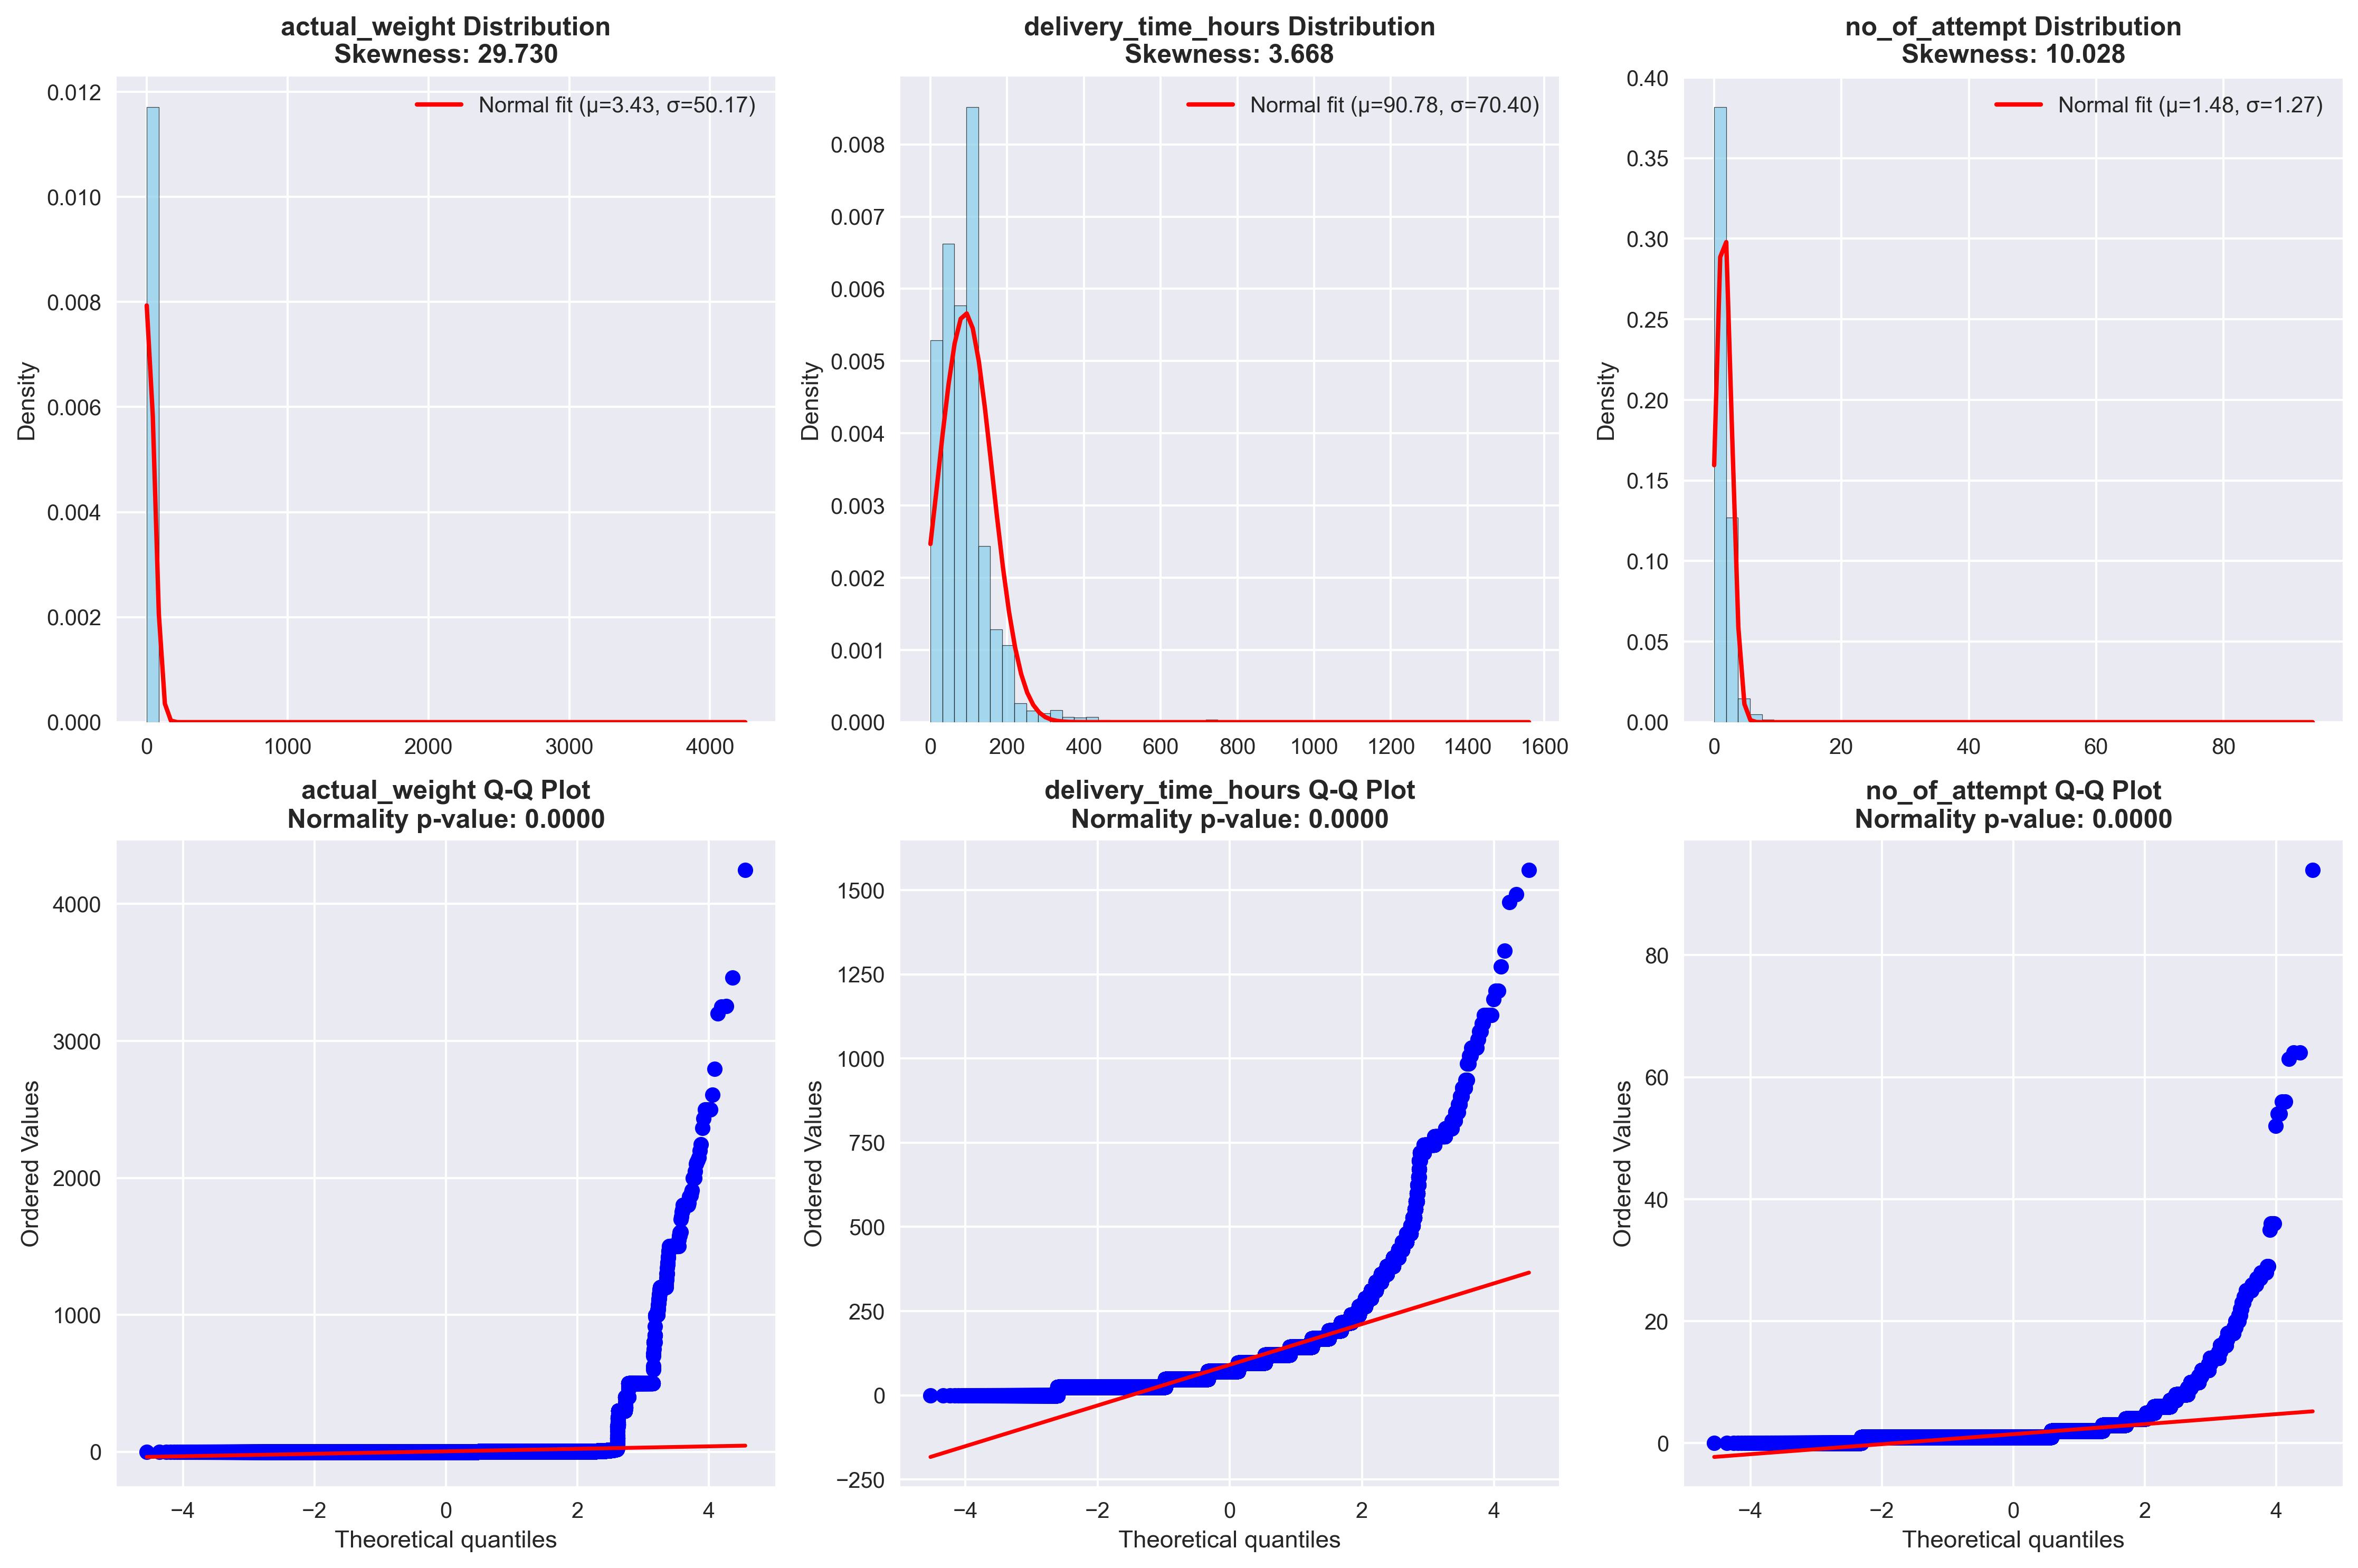 actual_weight Distribution
Skewness: 29.730
Normal fit (μ=3.43, σ=50.17)
0.012
0.010
0.008
0.006
0.004
0.002
0.000
Density
0 1000 2000 3000 4000
delivery_time_hours Distribution
Skewness: 3.668
Normal fit (μ=90.78, σ=70.40)
0.008
0.007
0.006
0.005
0.004
0.003
0.002
0.001
0.000
Density
0 200 400 600 800 1000 1200 1400 1600
no_of_attempt Distribution
Skewness: 10.028
Normal fit (μ=1.48, σ=1.27)
0.40
0.35
0.30
0.25
0.20
0.15
0.10
0.05
0.00
Density
0 20 40 60 80
actual_weight Q-Q Plot
Normality p-value: 0.0000
4000
3000
2000
1000
0
Ordered Values
−4 −2 0 2 4
Theoretical quantiles
delivery_time_hours Q-Q Plot
Normality p-value: 0.0000
1500
1250
1000
750
500
250
0
−250
Ordered Values
−4 −2 0 2 4
Theoretical quantiles
no_of_attempt Q-Q Plot
Normality p-value: 0.0000
80
60
40
20
0
Ordered Values
−4 −2 0 2 4
Theoretical quantiles